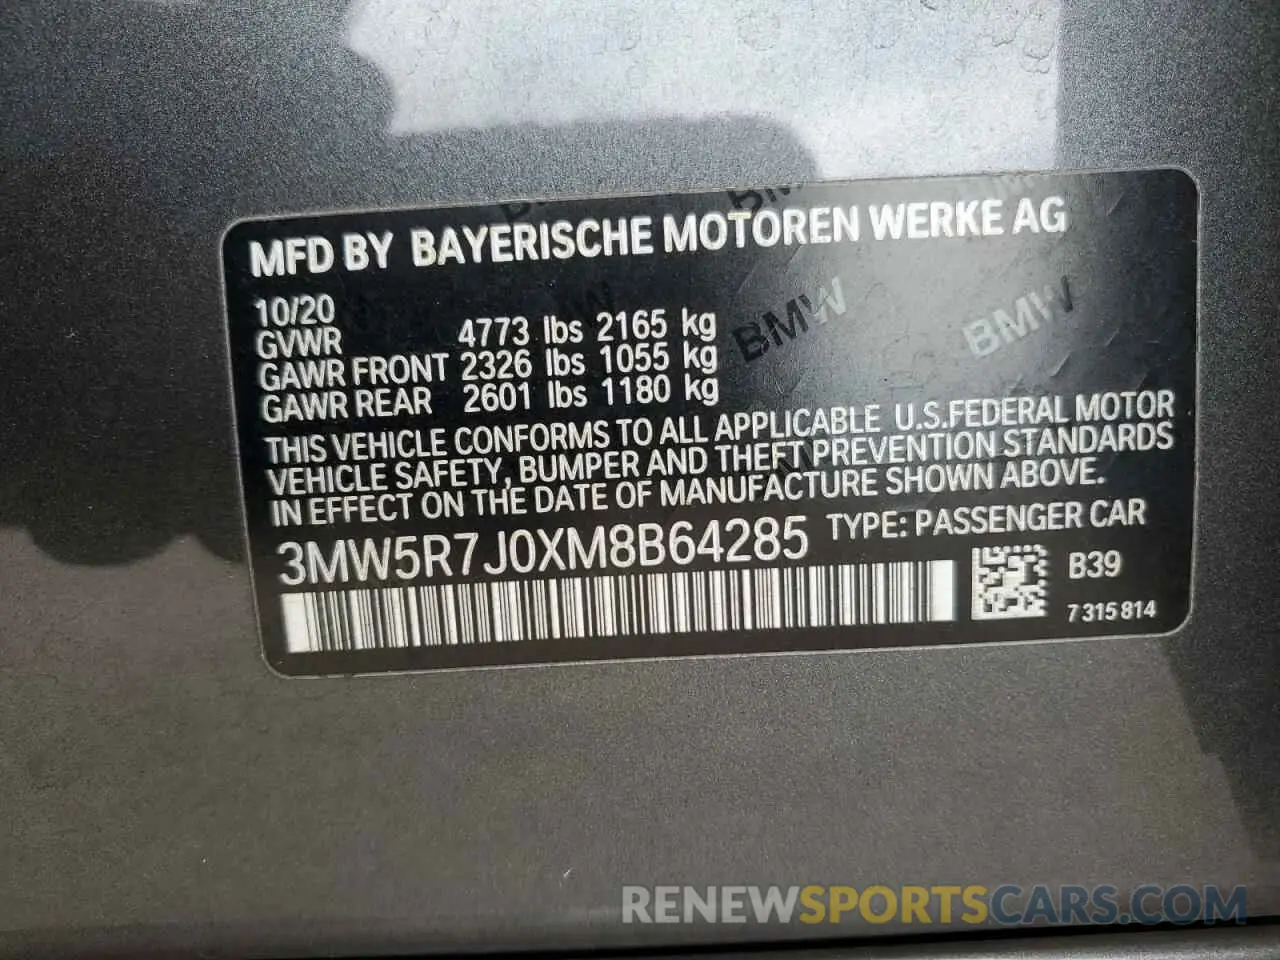 MFD BY BAYERISCHE MOTOREN WERKE AG
10/20
GVWR 4773 lbs 2165 kg
GAWR FRONT 2326 lbs 1055 kg
GAWR REAR 2601 lbs 1180 kg
THIS VEHICLE CONFORMS TO ALL APPLICABLE U.S.FEDERAL MOTOR
VEHICLE SAFETY, BUMPER AND THEFT PREVENTION STANDARDS
IN EFFECT ON THE DATE OF MANUFACTURE SHOWN ABOVE.
3MW5R7J0XM8B64285 TYPE: PASSENGER CAR
B39
7 315 814
BMW
BMW
BMW
BMW
BMW
RENEWSPORTSCARS.COM